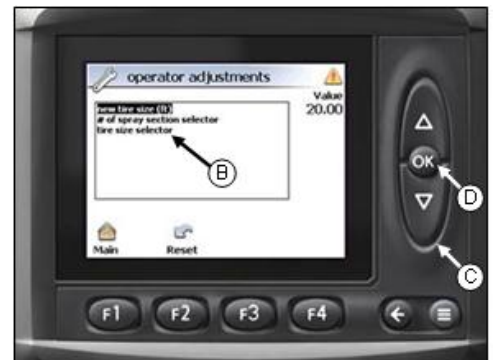 operator adjustments
Value
20.00
new tire size (ft)
# of spray section selector
tire size selector
B
Main
Reset
OK
D
C
F1
F2
F3
F4